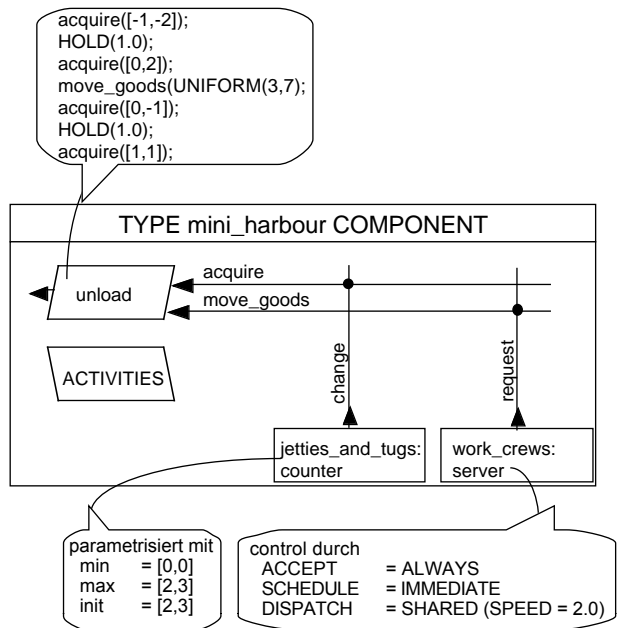 acquire([-1,-2]);
HOLD(1.0);
acquire([0,2]);
move_goods(UNIFORM(3,7);
acquire([0,-1]);
HOLD(1.0);
acquire([1,1]);
TYPE mini_harbour COMPONENT
unload
acquire
move_goods
ACTIVITIES
change
request
jetties_and_tugs:
counter
work_crews:
server
parametrisiert mit
min = [0,0]
max = [2,3]
init = [2,3]
control durch
ACCEPT = ALWAYS
SCHEDULE = IMMEDIATE
DISPATCH = SHARED (SPEED = 2.0)